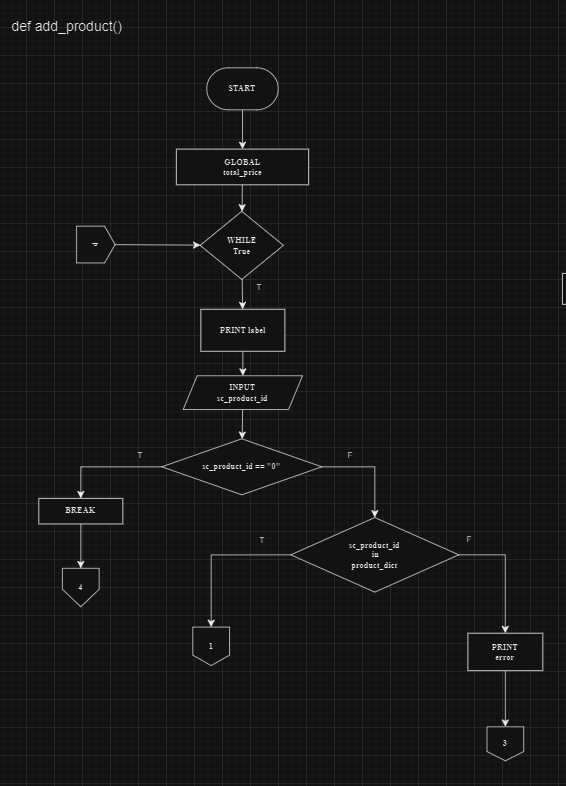 def add_product()
START
GLOBAL
total_price
WHILE
True
T
PRINT label
INPUT
sc_product_id
sc_product_id == "0"
T
F
BREAK
4
sc_product_id
in
product_dict
T
F
1
PRINT
error
3